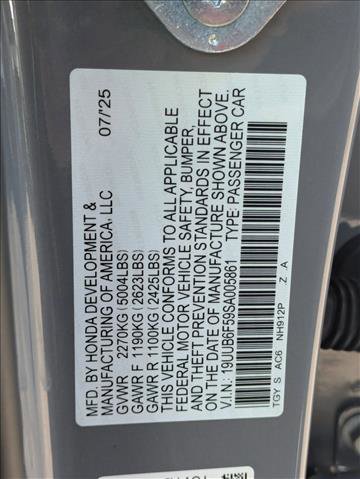 MFD. BY HONDA DEVELOPMENT & 07/'25
MANUFACTURING OF AMERICA. LLC
GVWR 2270KG (5004LBS)
GAWR F 1190KG (2623LBS)
GAWR R 1100KG (2425LBS)
THIS VEHICLE CONFORMS TO ALL APPLICABLE
FEDERAL MOTOR VEHICLE SAFETY, BUMPER,
AND THEFT PREVENTION STANDARDS IN EFFECT
ON THE DATE OF MANUFACTURE SHOWN ABOVE.
V.I.N.: 19UUB6F59SA005861 TYPE: PASSENGER CAR
TGY S AC6 NH912P Z A